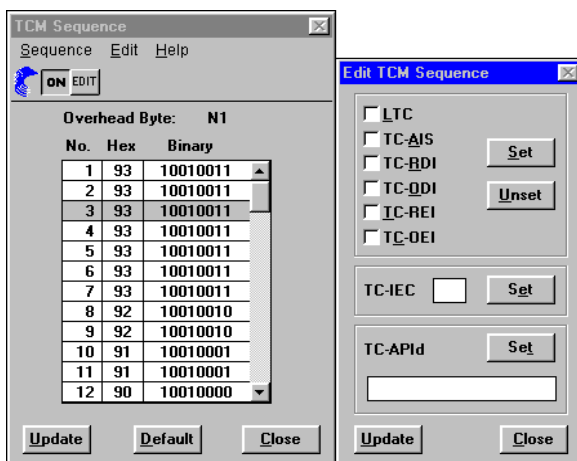 TCM Sequence
Sequence Edit Help
ON EDIT
Overhead Byte: N1
No. Hex Binary
1 93 10010011
2 93 10010011
3 93 10010011
4 93 10010011
5 93 10010011
6 93 10010011
7 93 10010011
8 92 10010010
9 92 10010010
10 91 10010001
11 91 10010001
12 90 10010000
Update Default Close
Edit TCM Sequence
LTC
TC-AIS
TC-RDI
TC-ODI
TC-REI
TC-OEI
Set
Unset
TC-IEC Set
TC-APId Set
Update Close